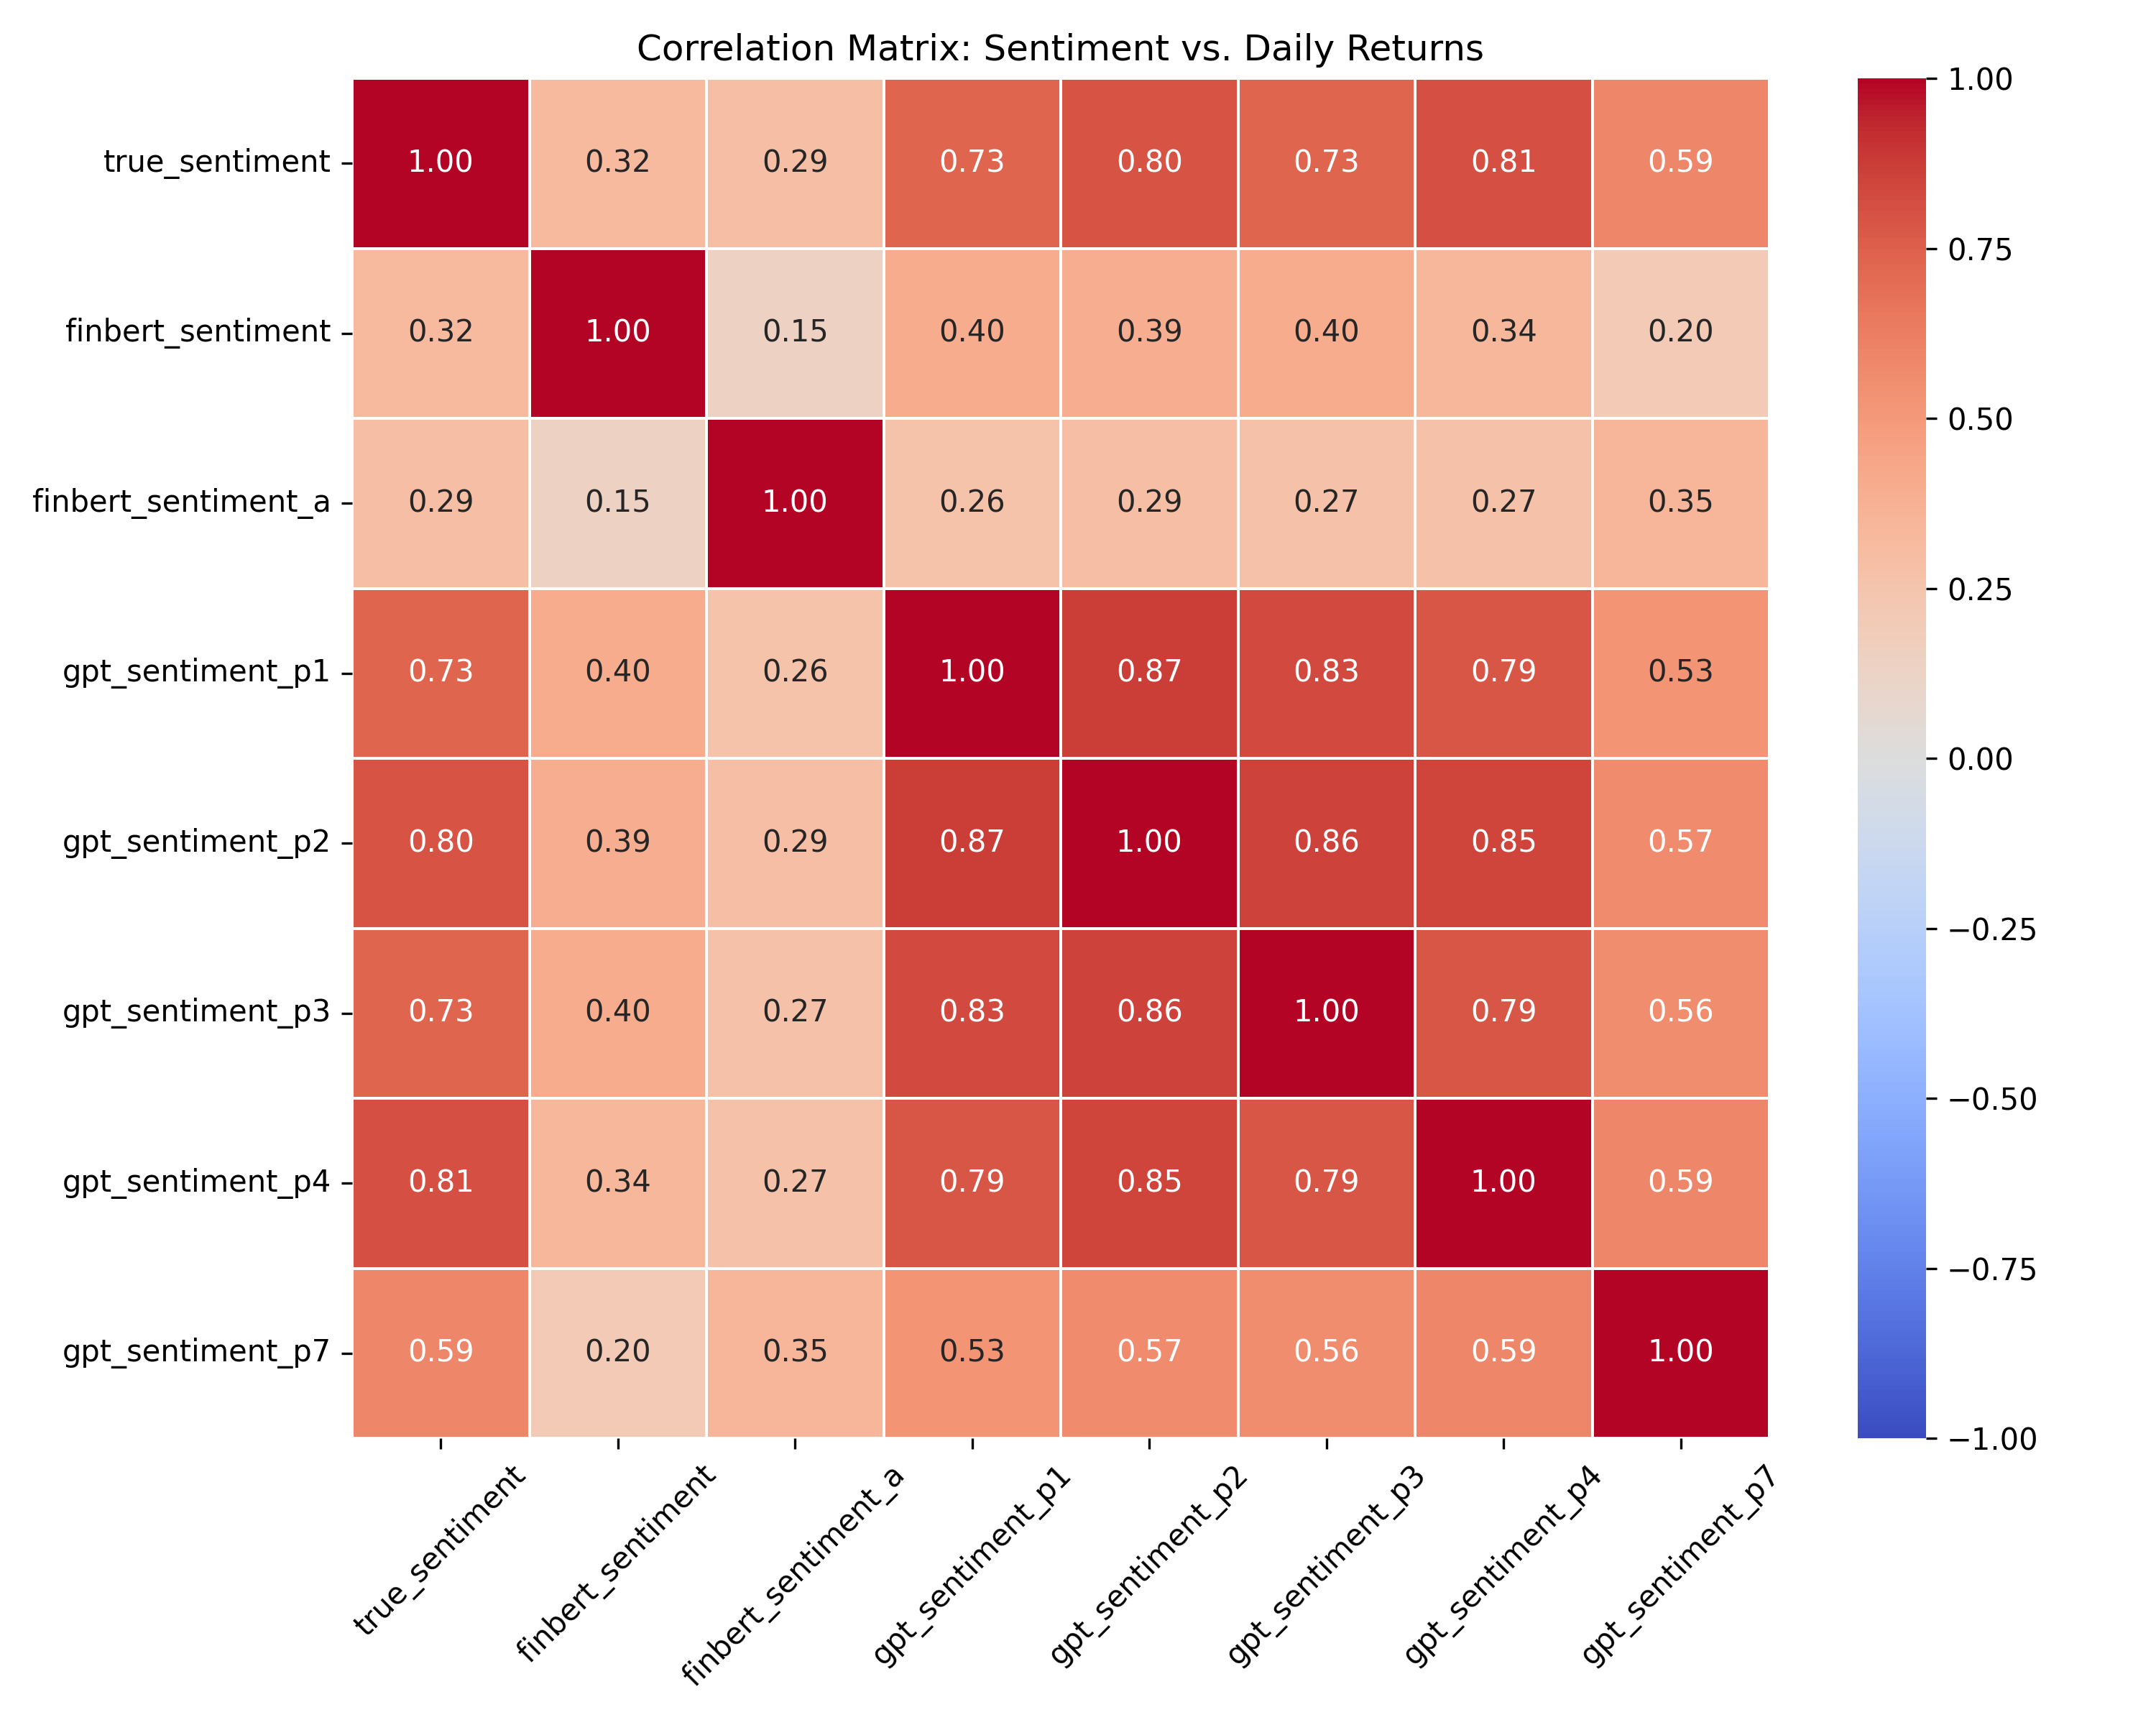 Correlation Matrix: Sentiment vs. Daily Returns
true_sentiment 1.00 0.32 0.29 0.73 0.80 0.73 0.81 0.59
finbert_sentiment 0.32 1.00 0.15 0.40 0.39 0.40 0.34 0.20
finbert_sentiment_a 0.29 0.15 1.00 0.26 0.29 0.27 0.27 0.35
gpt_sentiment_p1 0.73 0.40 0.26 1.00 0.87 0.83 0.79 0.53
gpt_sentiment_p2 0.80 0.39 0.29 0.87 1.00 0.86 0.85 0.57
gpt_sentiment_p3 0.73 0.40 0.27 0.83 0.86 1.00 0.79 0.56
gpt_sentiment_p4 0.81 0.34 0.27 0.79 0.85 0.79 1.00 0.59
gpt_sentiment_p7 0.59 0.20 0.35 0.53 0.57 0.56 0.59 1.00
true_sentiment
finbert_sentiment
finbert_sentiment_a
gpt_sentiment_p1
gpt_sentiment_p2
gpt_sentiment_p3
gpt_sentiment_p4
gpt_sentiment_p7
1.00
0.75
0.50
0.25
0.00
−0.25
−0.50
−0.75
−1.00